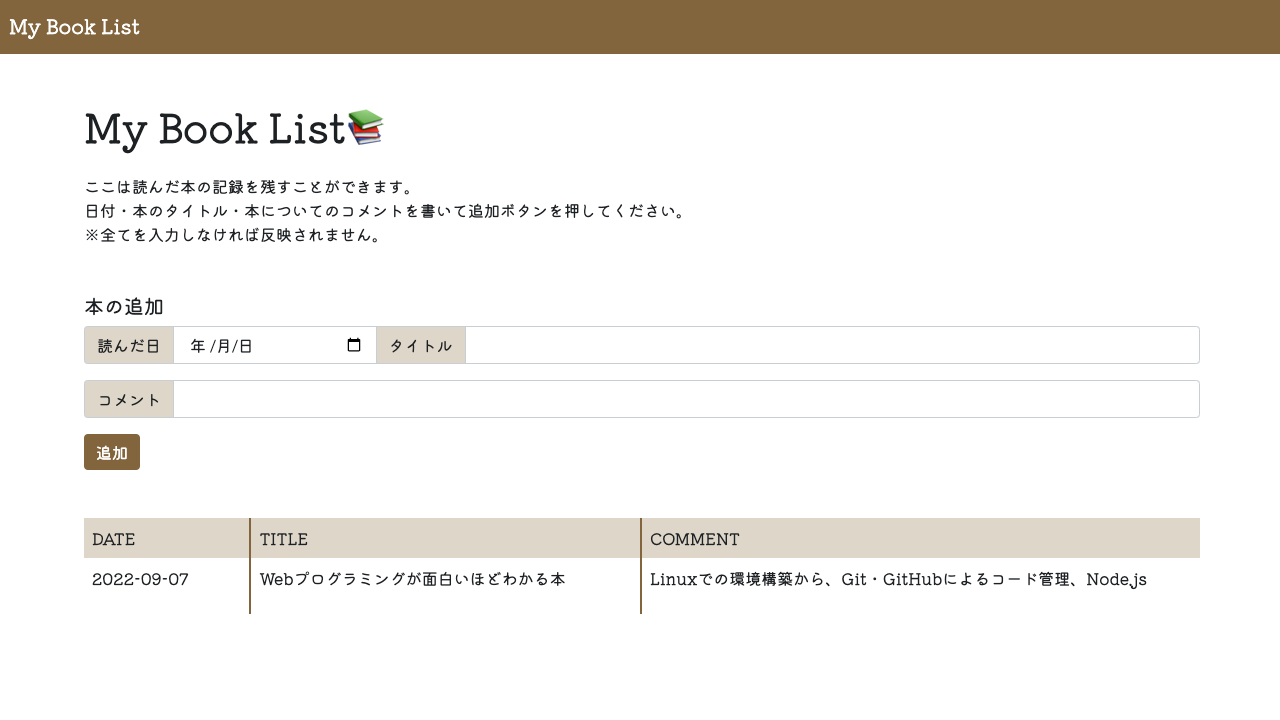 My Book List
My Book List📚
ここは読んだ本の記録を残すことができます。
日付・本のタイトル・本についてのコメントを書いて追加ボタンを押してください。
※全てを入力しなければ反映されません。
本の追加
読んだ日 年 /月/日 タイトル
コメント
追加
DATE TITLE COMMENT
2022-09-07 Webプログラミングが面白いほどわかる本 Linuxでの環境構築から、Git・GitHubによるコード管理、Node.js